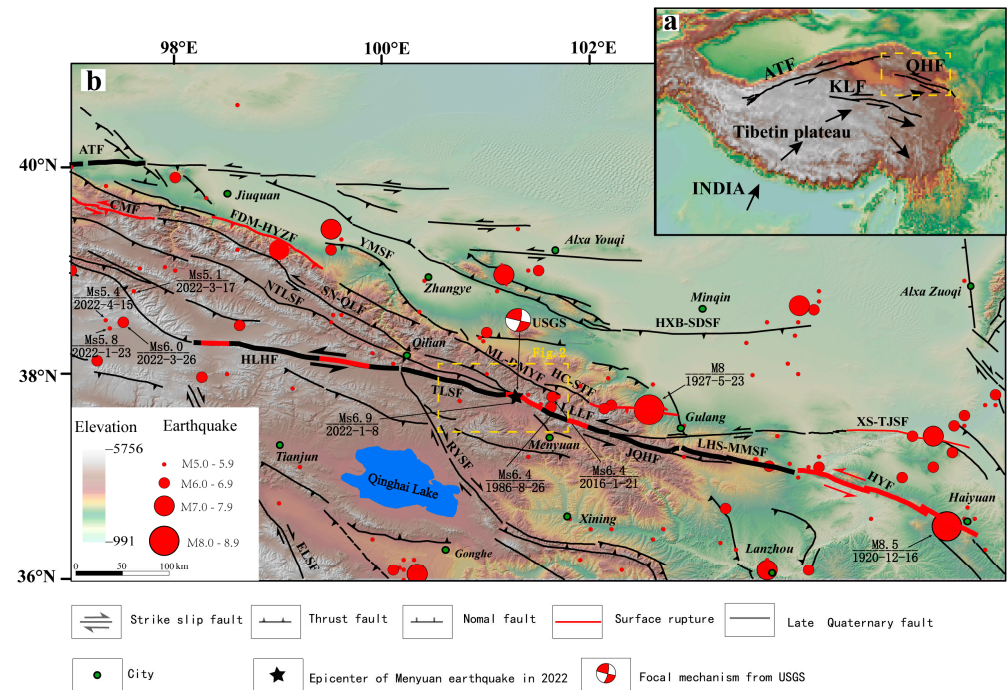 a
ATF
QHF
KLF
Tibetin plateau
INDIA
98°E
100°E
102°E
b
40°N
38°N
36°N
ATF
Jiuquan
CMF
FDM-HYZF
YMSF
Alxa Youqi
Zhangye
Minqin
Alxa Zuoqi
Ms5.1
2022-3-17
Ms5.4
2022-4-15
NTLSF
SN-QLF
USGS
HXB-SDSF
Ms5.8
2022-1-23
Ms6.0
2022-3-26
Qilian
HLHF
ML-DMYF
Fig 2
HC-STF
M8
1927-5-23
TLSF
LLLF
Gulang
XS-TJSF
Ms6.9
2022-1-8
Menyuan
JQHF
LHS-MMSF
HYF
Ms6.4
1986-8-26
Ms6.4
2016-1-21
RYSF
Haiyuan
Tianjun
Qinghai Lake
Xining
M8.5
1920-12-16
Lanzhou
Gonghe
ELSF
Elevation
5756
991
Earthquake
M5.0 - 5.9
M6.0 - 6.9
M7.0 - 7.9
M8.0 - 8.9
0 50 100 km
Strike slip fault
Thrust fault
Nomal fault
Surface rupture
Late Quaternary fault
City
Epicenter of Menyuan earthquake in 2022
Focal mechanism from USGS